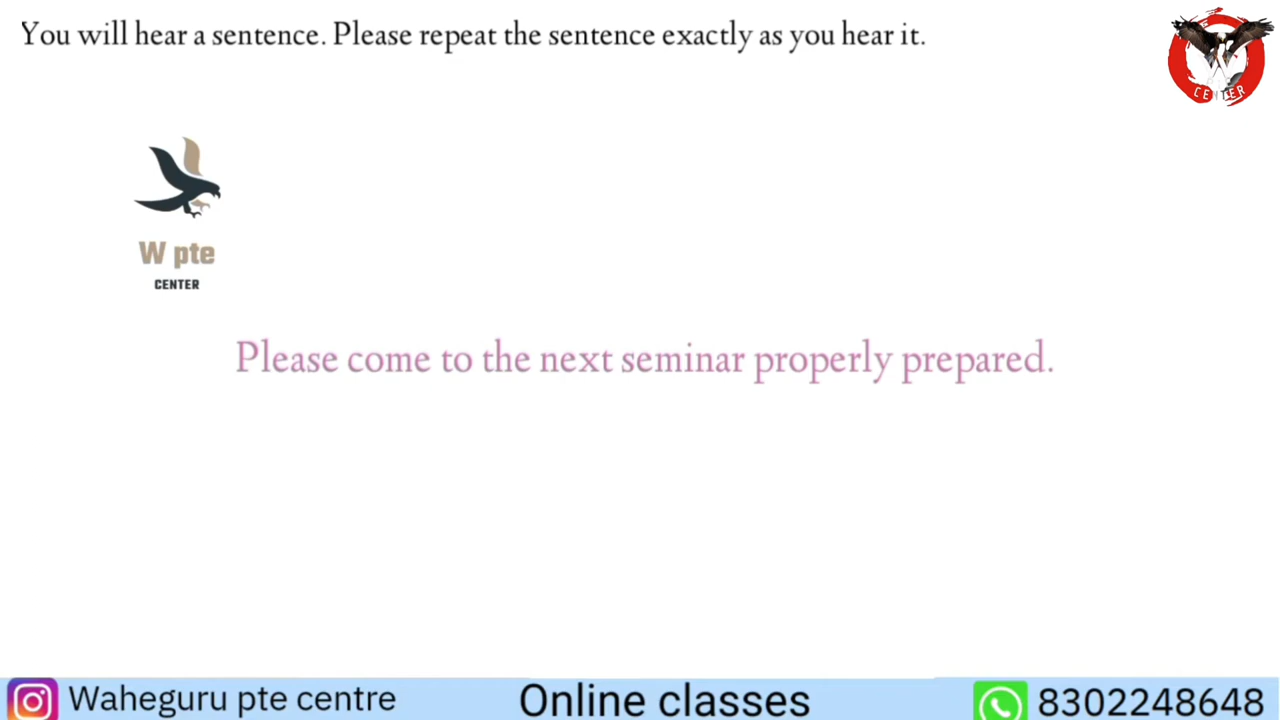 You will hear a sentence. Please repeat the sentence exactly as you hear it.
CENTER
W pte
CENTER
Please come to the next seminar properly prepared.
Waheguru pte centre
Online classes
8302248648